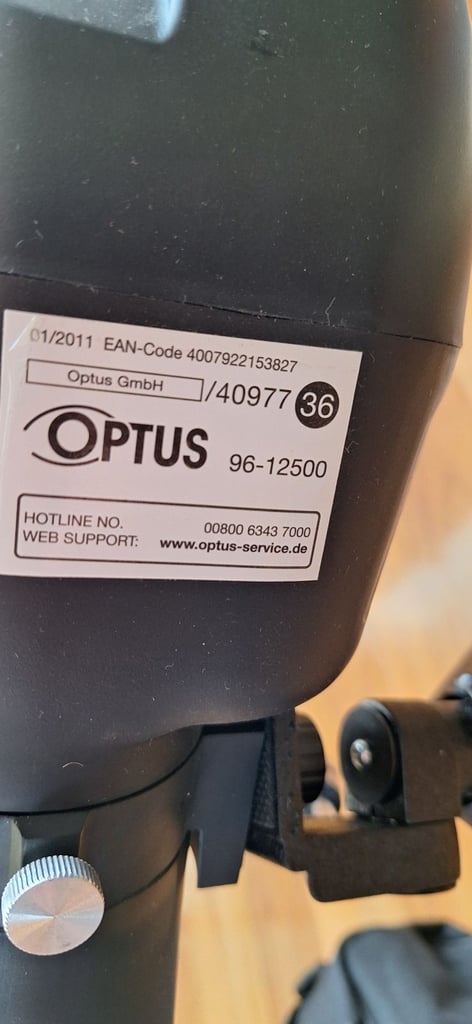 01/2011 EAN-Code 4007922153827
Optus GmbH /40977 36
OPTUS 96-12500
HOTLINE NO. 00800 6343 7000
WEB SUPPORT: www.optus-service.de